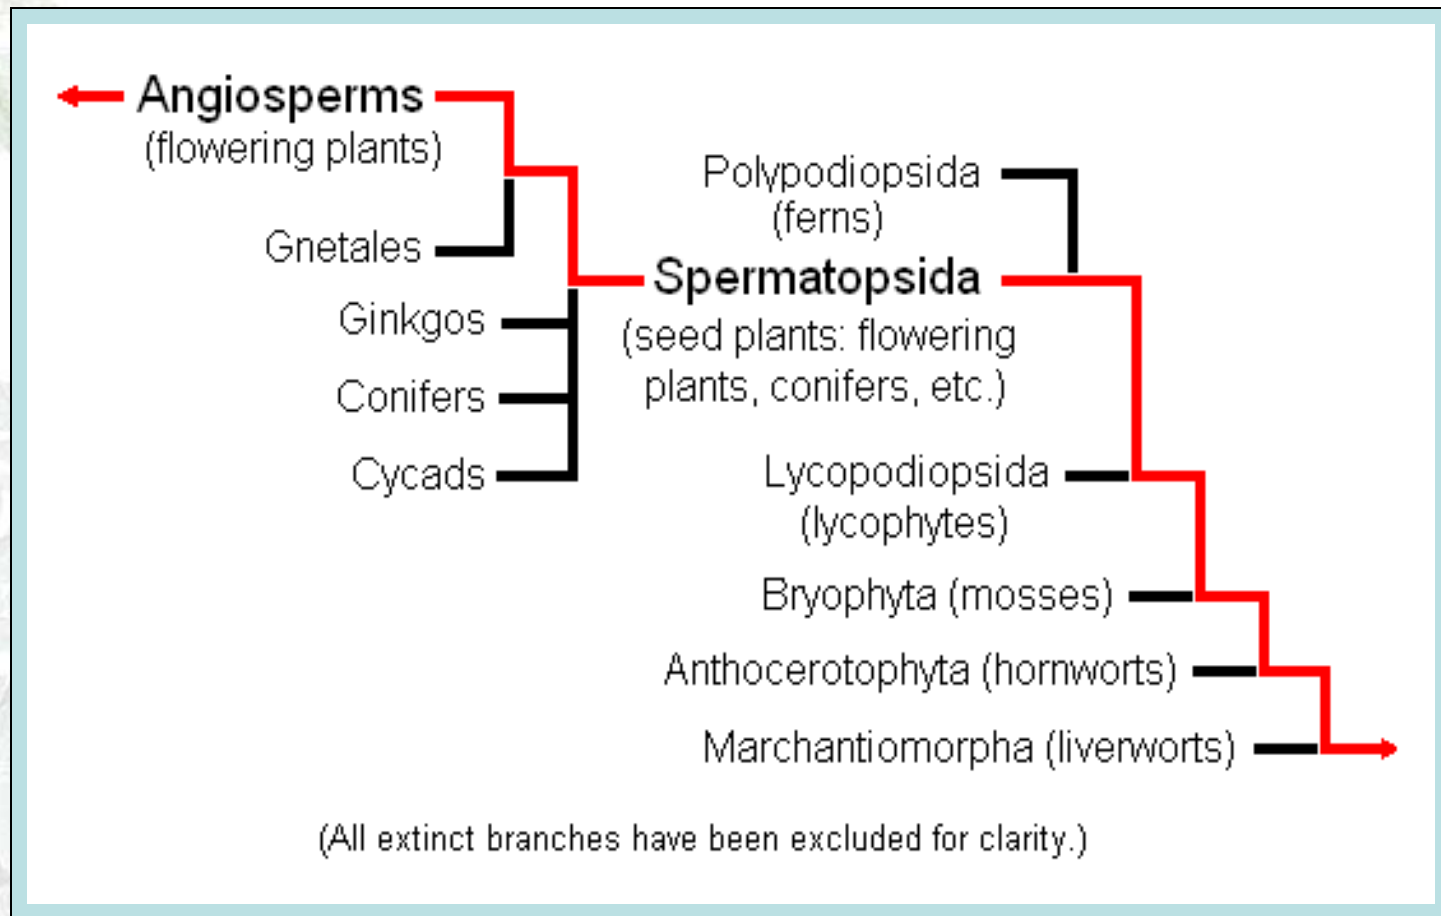 Angiosperms
(flowering plants)
Gnetales
Ginkgos
Conifers
Cycads
Polypodiopsida
(ferns)
Spermatopsida
(seed plants: flowering
plants, conifers, etc.)
Lycopodiopsida
(lycophytes)
Bryophyta (mosses)
Anthocerotophyta (hornworts)
Marchantiomorpha (liverworts)
(All extinct branches have been excluded for clarity.)